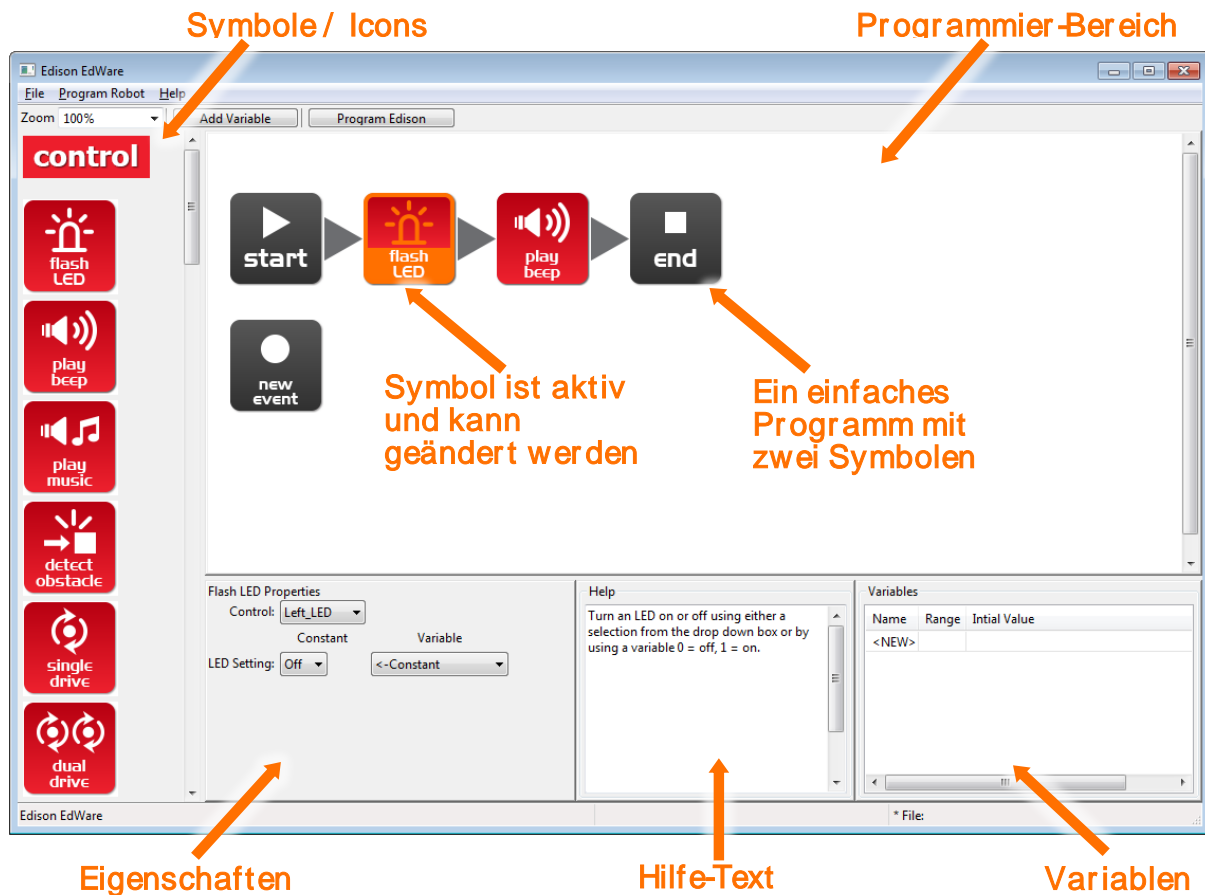 Symbole / Icons
Programmier-Bereich
Edison EdWare
File Program Robot Help
Zoom 100% Add Variable Program Edison
control
flash
LED
play
beep
play
music
detect
obstacle
single
drive
dual
drive
start
flash
LED
play
beep
end
new
event
Symbol ist aktiv
und kann
geändert werden
Ein einfaches
Programm mit
zwei Symbolen
Flash LED Properties
Control: Left_LED
Constant Variable
LED Setting: Off <-Constant
Help
Turn an LED on or off using either a
selection from the drop down box or by
using a variable 0 = off, 1 = on.
Variables
Name Range Intial Value
<NEW>
Edison EdWare
* File:
Eigenschaften
Hilfe-Text
Variablen